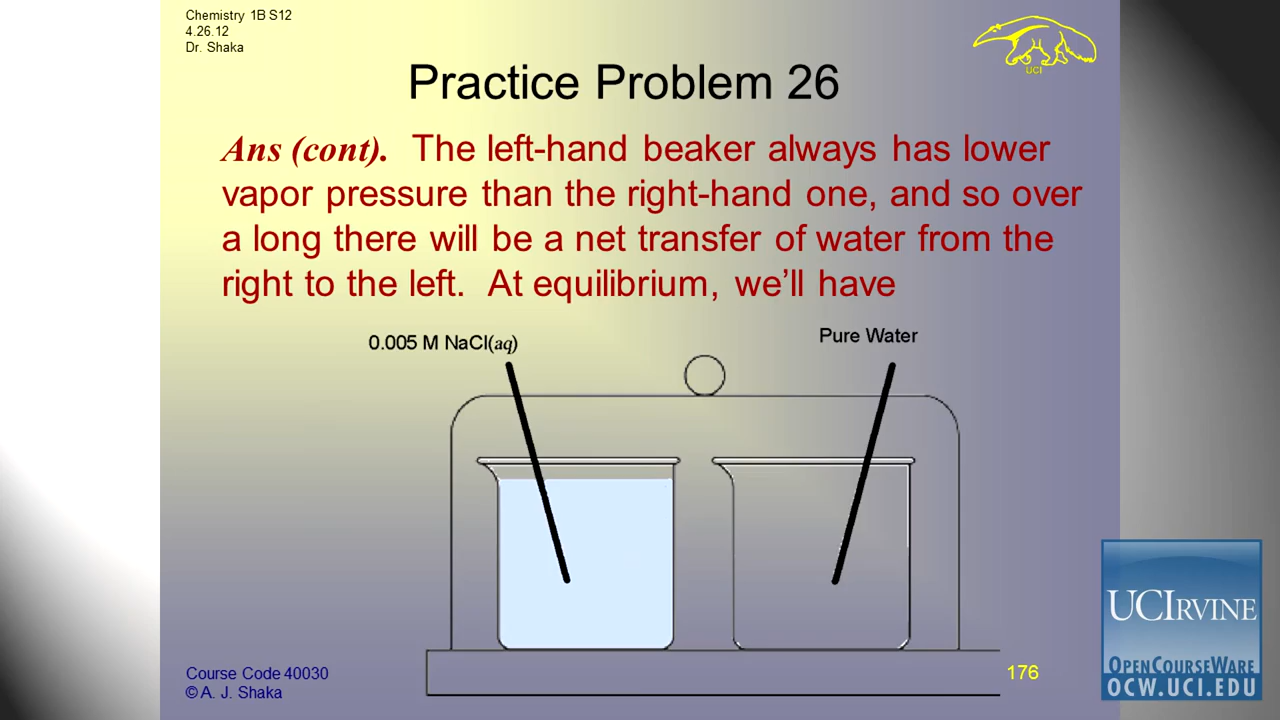 Chemistry 1B S12
4.26.12
Dr. Shaka
UCI
Practice Problem 26
Ans (cont). The left-hand beaker always has lower
vapor pressure than the right-hand one, and so over
a long there will be a net transfer of water from the
right to the left. At equilibrium, we’ll have
0.005 M NaCl(aq)
Pure Water
Course Code 40030
© A. J. Shaka
176
UCIRVINE
OPENCOURSEWARE
OCW.UCI.EDU